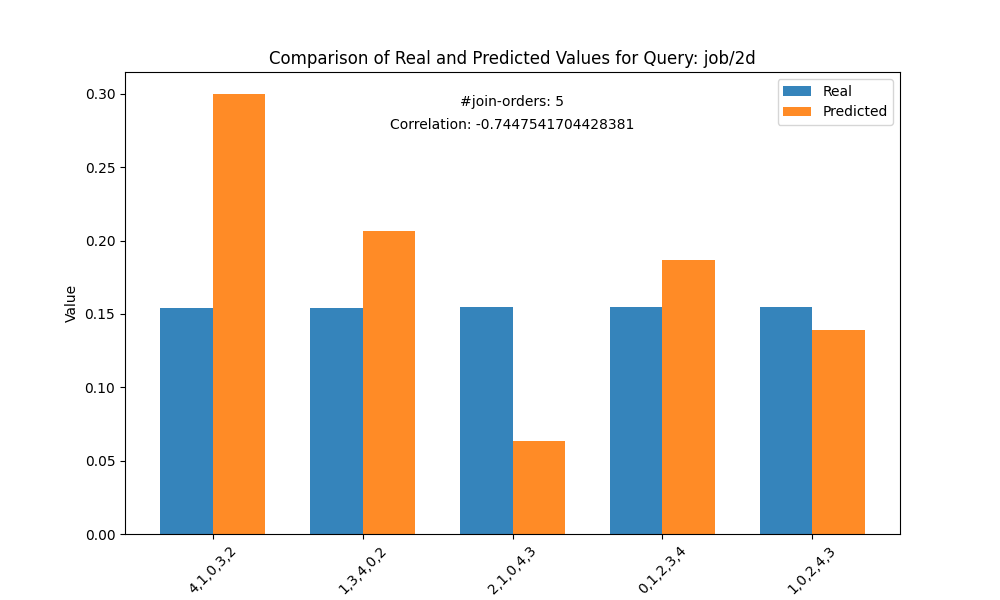 Comparison of Real and Predicted Values for Query: job/2d
#join-orders: 5
Correlation: -0.7447541704428381
Real
Predicted
Value
0.30
0.25
0.20
0.15
0.10
0.05
0.00
4,1,0,3,2
1,3,4,0,2
2,1,0,4,3
0,1,2,3,4
1,0,2,4,3